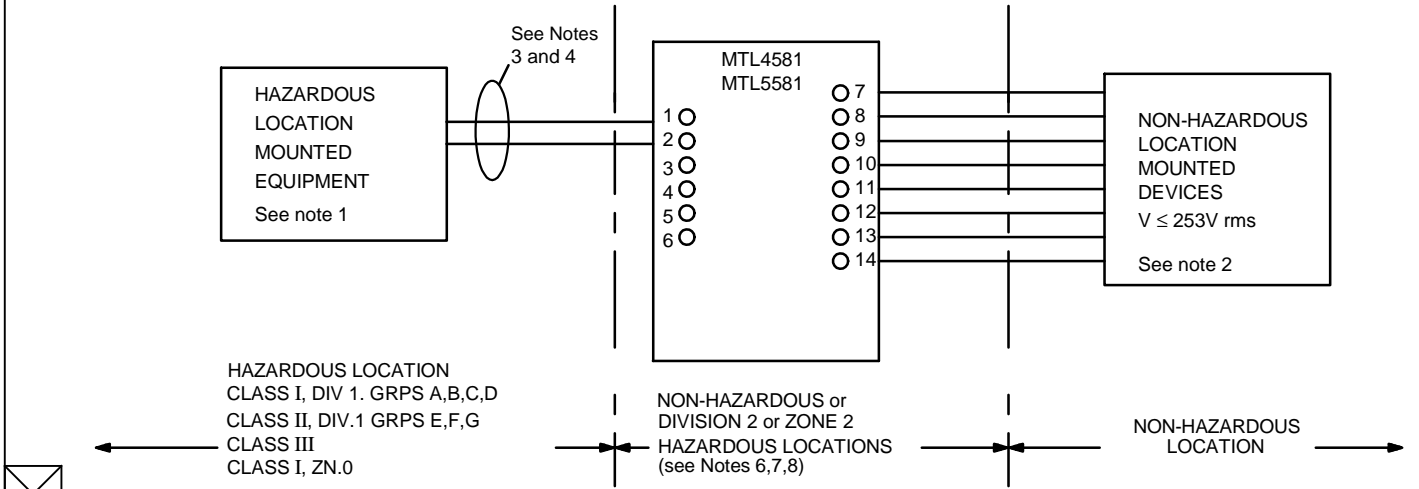 See Notes
3 and 4
HAZARDOUS
LOCATION
MOUNTED
EQUIPMENT
See note 1
MTL4581
MTL5581
1
2
3
4
5
6
7
8
9
10
11
12
13
14
NON-HAZARDOUS
LOCATION
MOUNTED
DEVICES
V ≤ 253V rms
See note 2
HAZARDOUS LOCATION
CLASS I, DIV 1. GRPS A,B,C,D
CLASS II, DIV.1 GRPS E,F,G
CLASS III
CLASS I, ZN.0
NON-HAZARDOUS or
DIVISION 2 or ZONE 2
HAZARDOUS LOCATIONS
(see Notes 6,7,8)
NON-HAZARDOUS
LOCATION